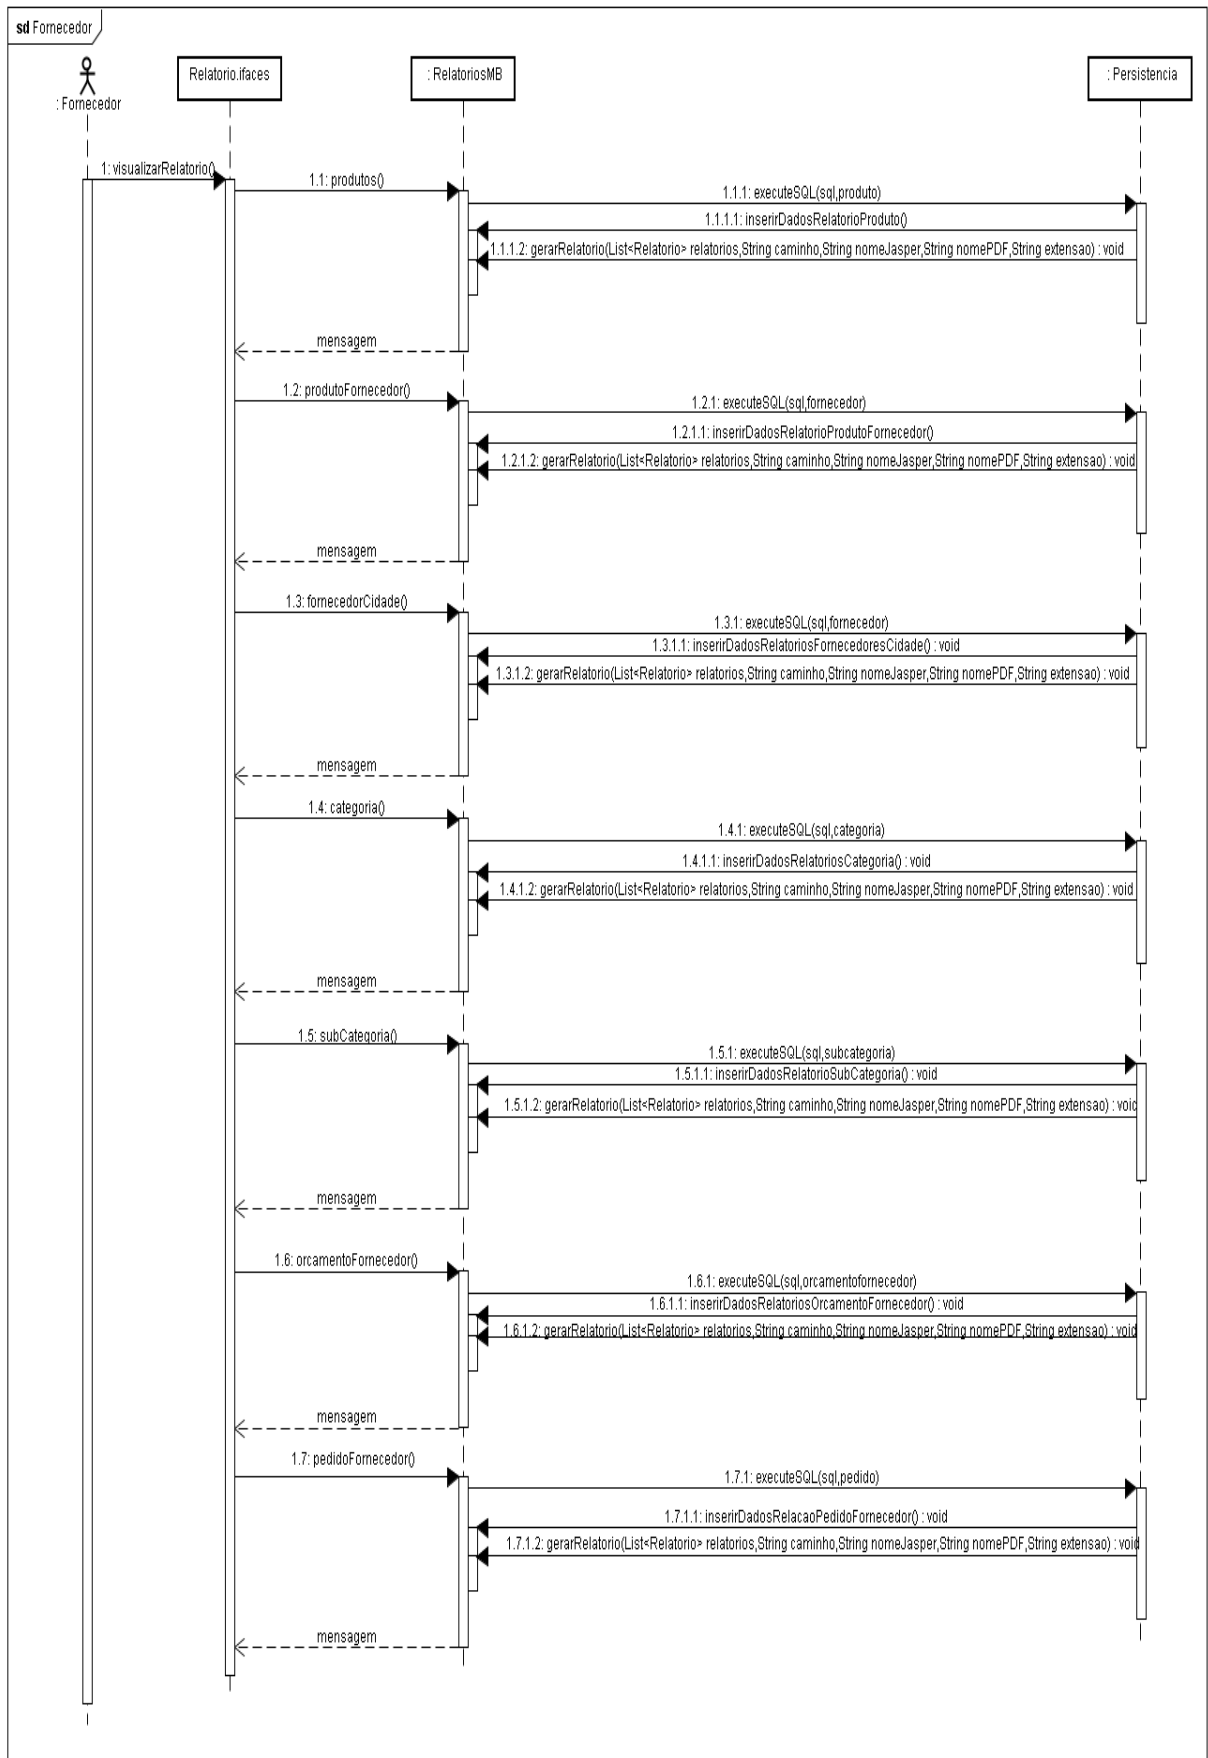 sd Fornecedor
: Fornecedor
Relatorio.ifaces
: RelatoriosMB
: Persistencia
1: visualizarRelatorio()
1.1: produtos()
1.1.1: executeSQL(sql,produto)
1.1.1.1: inserirDadosRelatorioProduto()
1.1.1.2: gerarRelatorio(List<Relatorio> relatorios,String caminho,String nomeJasper,String nomePDF,String extensao) : void
mensagem
1.2: produtoFornecedor()
1.2.1: executeSQL(sql,fornecedor)
1.2.1.1: inserirDadosRelatorioProdutoFornecedor()
1.2.1.2: gerarRelatorio(List<Relatorio> relatorios,String caminho,String nomeJasper,String nomePDF,String extensao) : void
mensagem
1.3: fornecedorCidade()
1.3.1: executeSQL(sql,fornecedor)
1.3.1.1: inserirDadosRelatoriosFornecedoresCidade() : void
1.3.1.2: gerarRelatorio(List<Relatorio> relatorios,String caminho,String nomeJasper,String nomePDF,String extensao) : void
mensagem
1.4: categoria()
1.4.1: executeSQL(sql,categoria)
1.4.1.1: inserirDadosRelatoriosCategoria() : void
1.4.1.2: gerarRelatorio(List<Relatorio> relatorios,String caminho,String nomeJasper,String nomePDF,String extensao) : void
mensagem
1.5: subCategoria()
1.5.1: executeSQL(sql,subcategoria)
1.5.1.1: inserirDadosRelatorioSubCategoria() : void
1.5.1.2: gerarRelatorio(List<Relatorio> relatorios,String caminho,String nomeJasper,String nomePDF,String extensao) : void
mensagem
1.6: orcamentoFornecedor()
1.6.1: executeSQL(sql,orcamentofornecedor)
1.6.1.1: inserirDadosRelatoriosOrcamentoFornecedor() : void
1.6.1.2: gerarRelatorio(List<Relatorio> relatorios,String caminho,String nomeJasper,String nomePDF,String extensao) : void
mensagem
1.7: pedidoFornecedor()
1.7.1: executeSQL(sql,pedido)
1.7.1.1: inserirDadosRelacaoPedidoFornecedor() : void
1.7.1.2: gerarRelatorio(List<Relatorio> relatorios,String caminho,String nomeJasper,String nomePDF,String extensao) : void
mensagem